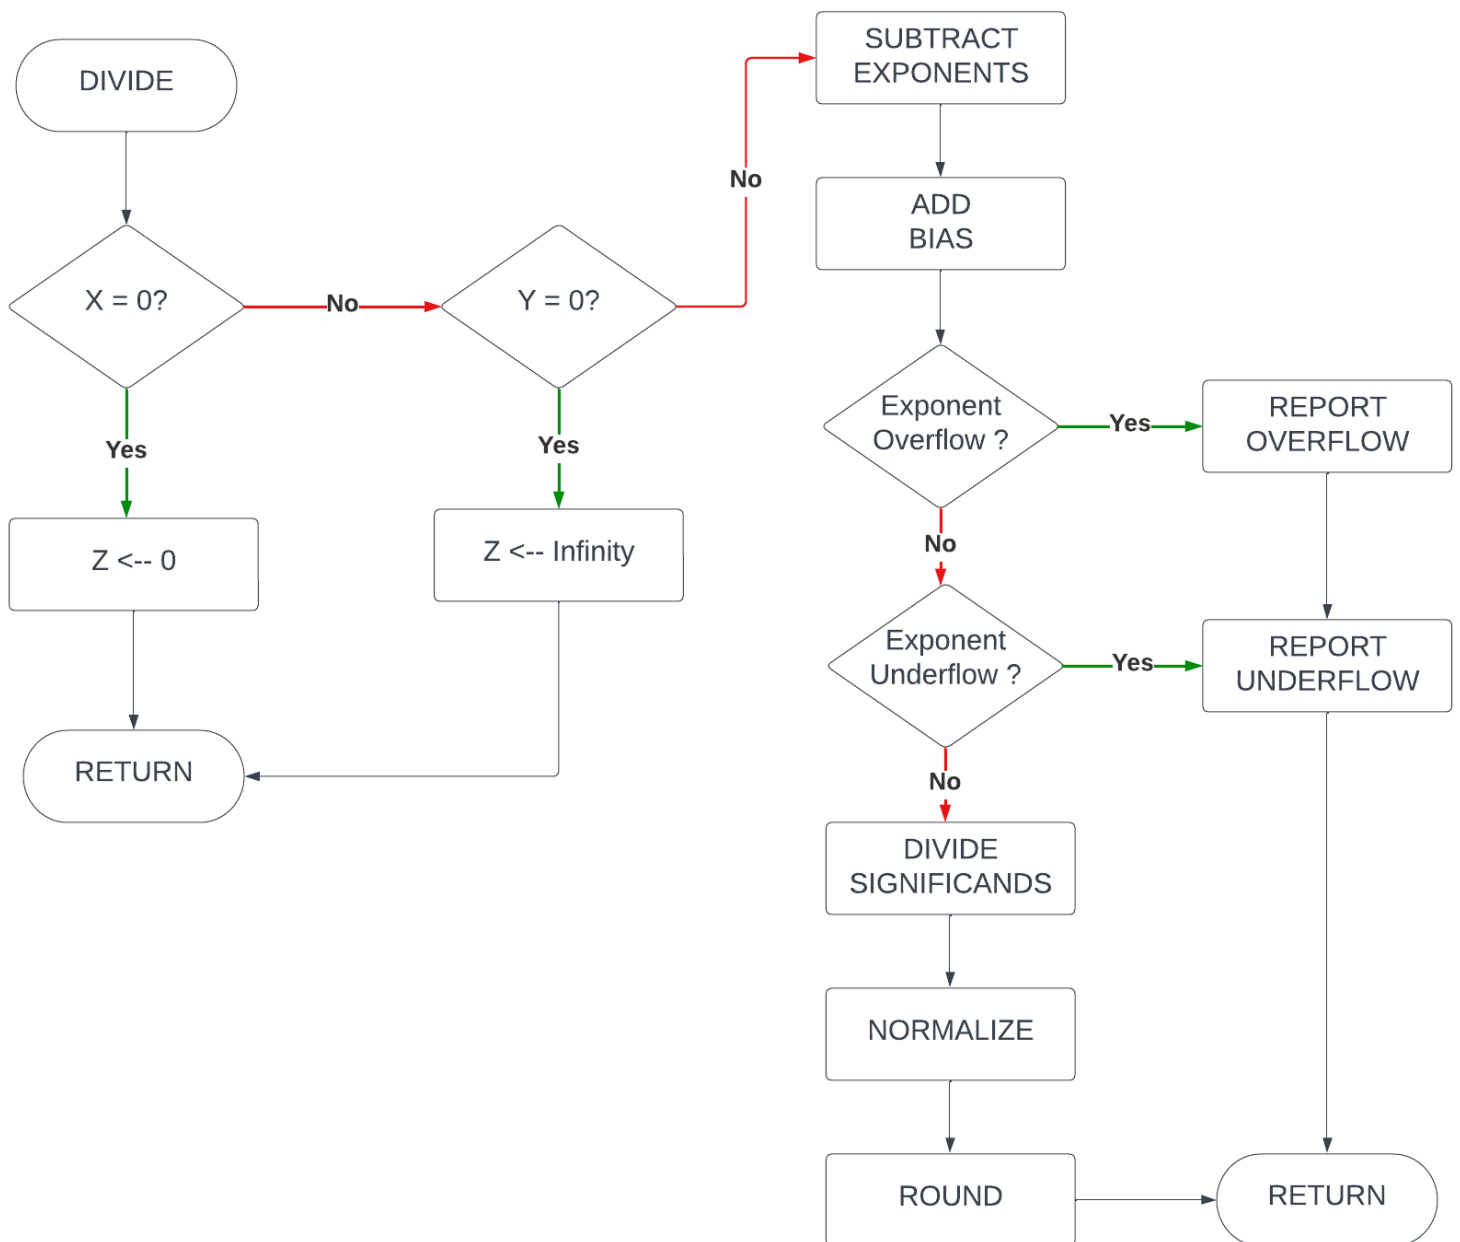 DIVIDE
X = 0?
No
Y = 0?
No
Yes
Z <-- 0
Yes
Z <-- Infinity
RETURN
SUBTRACT
EXPONENTS
ADD
BIAS
Exponent
Overflow ?
Yes
REPORT
OVERFLOW
No
Exponent
Underflow ?
Yes
REPORT
UNDERFLOW
No
DIVIDE
SIGNIFICANDS
NORMALIZE
ROUND
RETURN